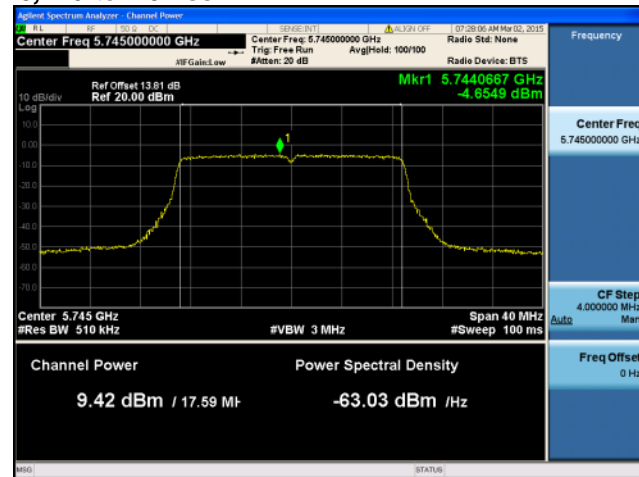 Agilent Spectrum Analyzer - Channel Power
RL RF 50 Ω DC SENSE:INT ALIGN OFF 07:28:06 AM Mar 02, 2015
Center Freq 5.745000000 GHz
Center Freq: 5.745000000 GHz
Radio Std: None
Trig: Free Run
Avg|Hold: 100/100
#IFGain:Low
#Atten: 20 dB
Radio Device: BTS
Mkr1 5.7440667 GHz
-4.6549 dBm
Ref Offset 13.81 dB
10 dB/div Ref 20.00 dBm
Log
10.0
0.00
-10.0
-20.0
-30.0
-40.0
-50.0
-60.0
-70.0
1
Center 5.745 GHz
Span 40 MHz
#Res BW 510 kHz
#VBW 3 MHz
#Sweep 100 ms
Channel Power
Power Spectral Density
9.42 dBm / 17.59 MH
-63.03 dBm /Hz
MSG
STATUS
Frequency
Center Freq
5.745000000 GHz
CF Step
4.000000 MHz
Auto Man
Freq Offset
0 Hz